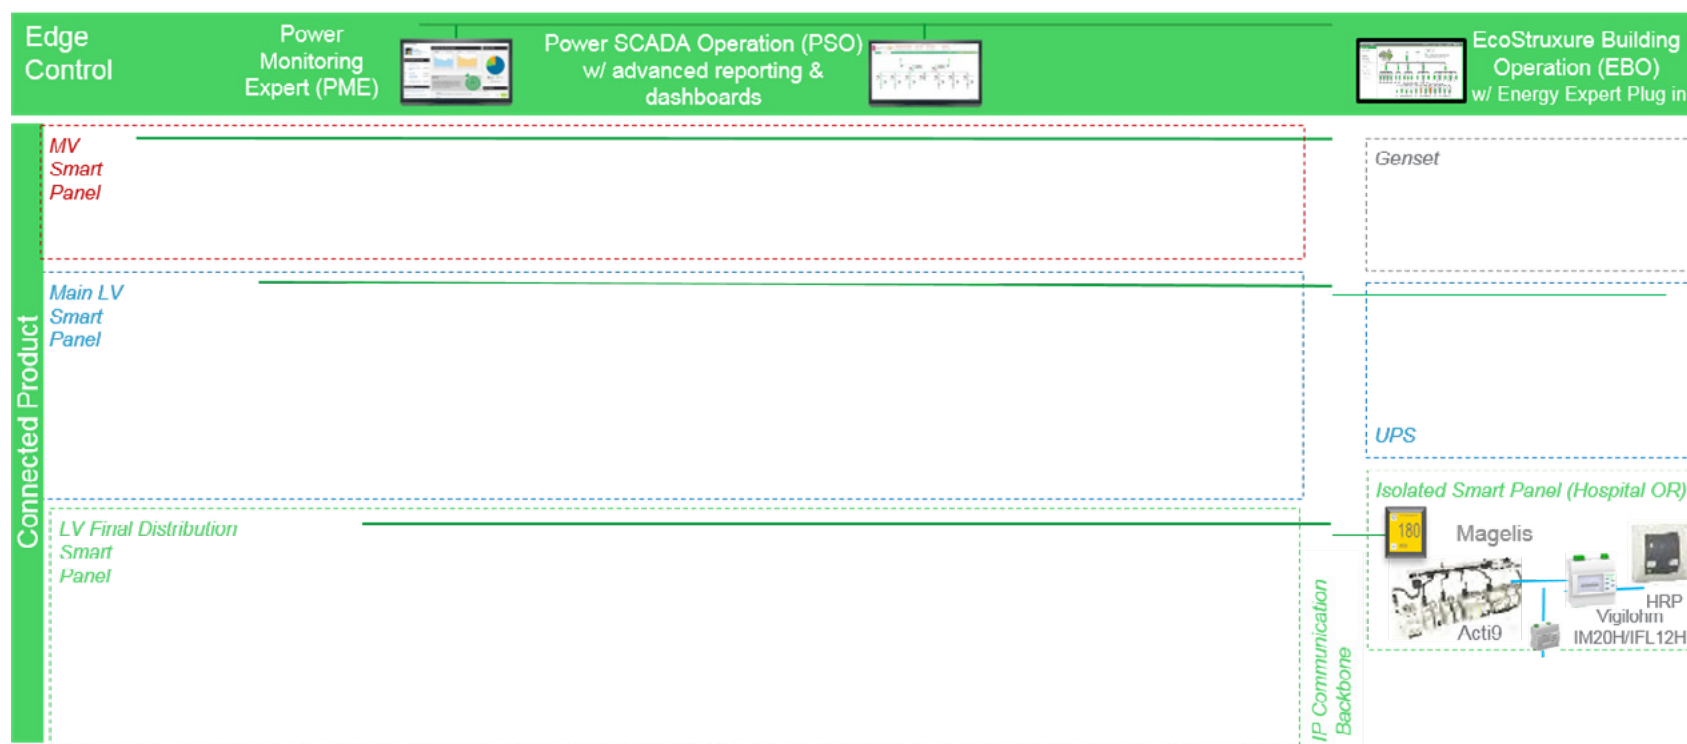 Edge
Control
Power
Monitoring
Expert (PME)
Power SCADA Operation (PSO)
w/ advanced reporting &
dashboards
EcoStruxure Building
Operation (EBO)
w/ Energy Expert Plug in
Connected Product
MV
Smart
Panel
Genset
Main LV
Smart
Panel
UPS
LV Final Distribution
Smart
Panel
IP Communication
Backbone
Isolated Smart Panel (Hospital OR)
180
Magelis
Acti9
HRP
Vigilohm
IM20H/IFL12H